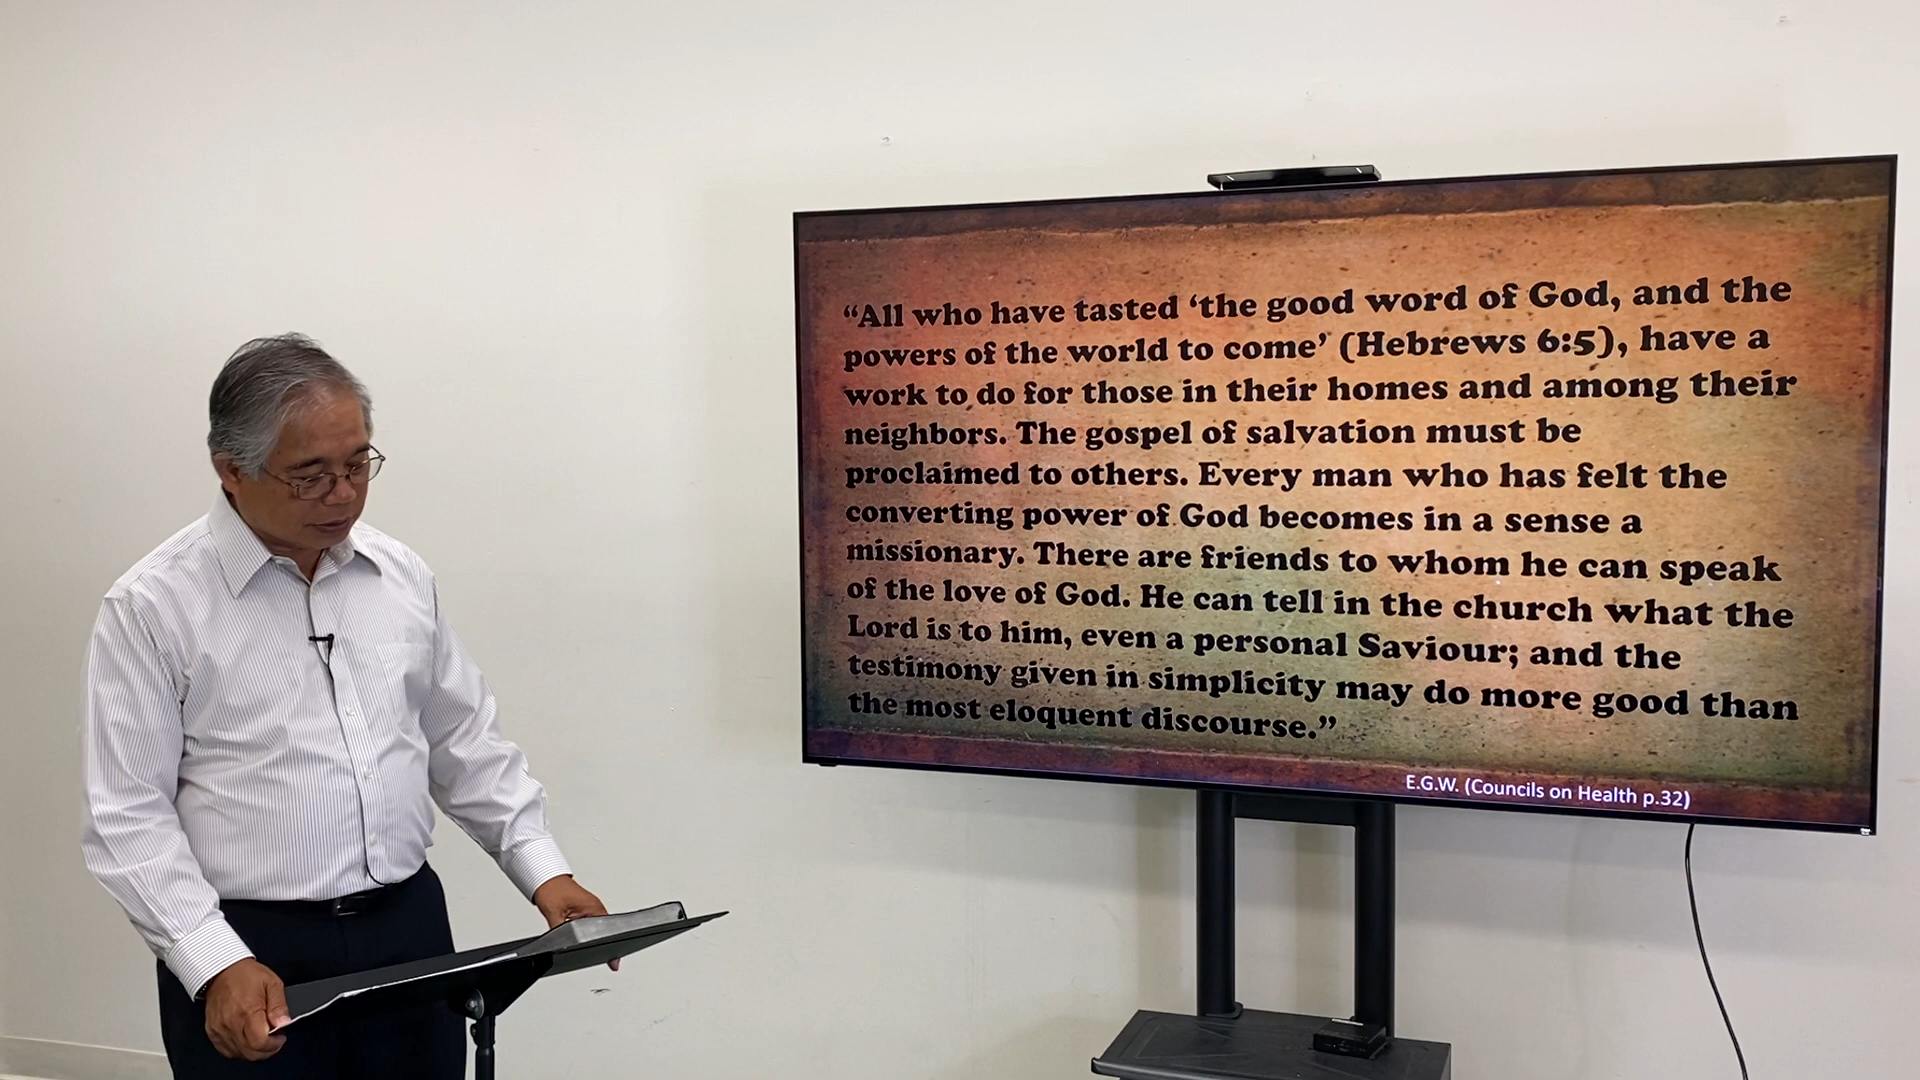 “All who have tasted ‘the good word of God, and the
powers of the world to come’ (Hebrews 6:5), have a
work to do for those in their homes and among their
neighbors. The gospel of salvation must be
proclaimed to others. Every man who has felt the
converting power of God becomes in a sense a
missionary. There are friends to whom he can speak
of the love of God. He can tell in the church what the
Lord is to him, even a personal Saviour; and the
testimony given in simplicity may do more good than
the most eloquent discourse.”
E.G.W. (Councils on Health p.32)